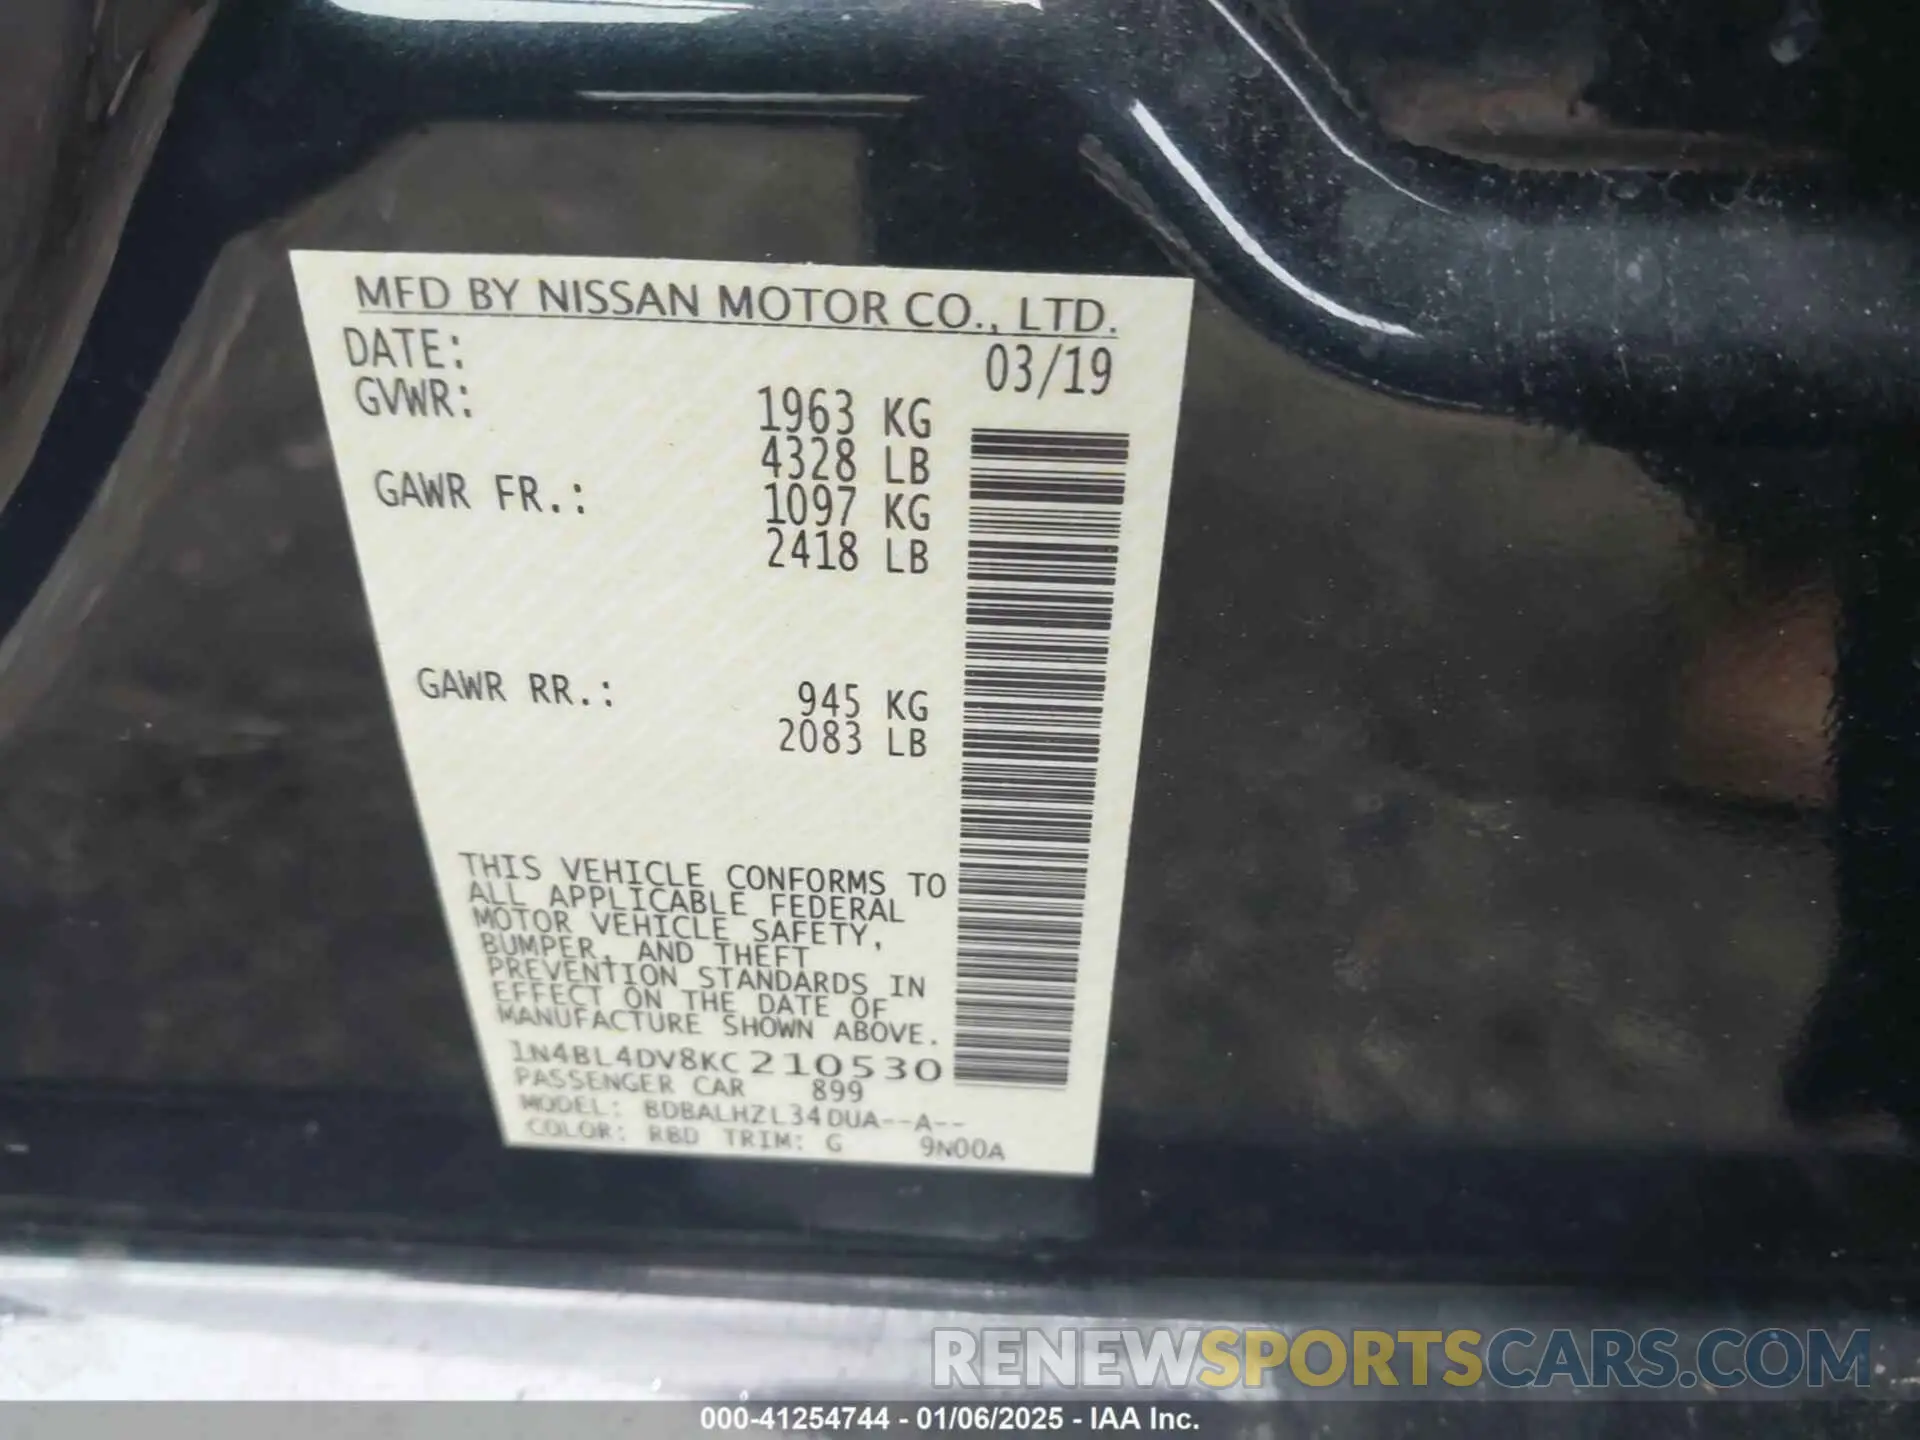 MFD BY NISSAN MOTOR CO., LTD.
DATE: 03/19
GVWR: 1963 KG
4328 LB
GAWR FR.: 1097 KG
2418 LB
GAWR RR.: 945 KG
2083 LB
THIS VEHICLE CONFORMS TO
ALL APPLICABLE FEDERAL
MOTOR VEHICLE SAFETY,
BUMPER, AND THEFT
PREVENTION STANDARDS IN
EFFECT ON THE DATE OF
MANUFACTURE SHOWN ABOVE.
1N4BL4DV8KC210530
PASSENGER CAR 899
MODEL: BDBALHZL34DUA--A--
COLOR: RBD TRIM: G 9N00A
RENEWSPORTSCARS.COM
000-41254744 - 01/06/2025 - IAA Inc.